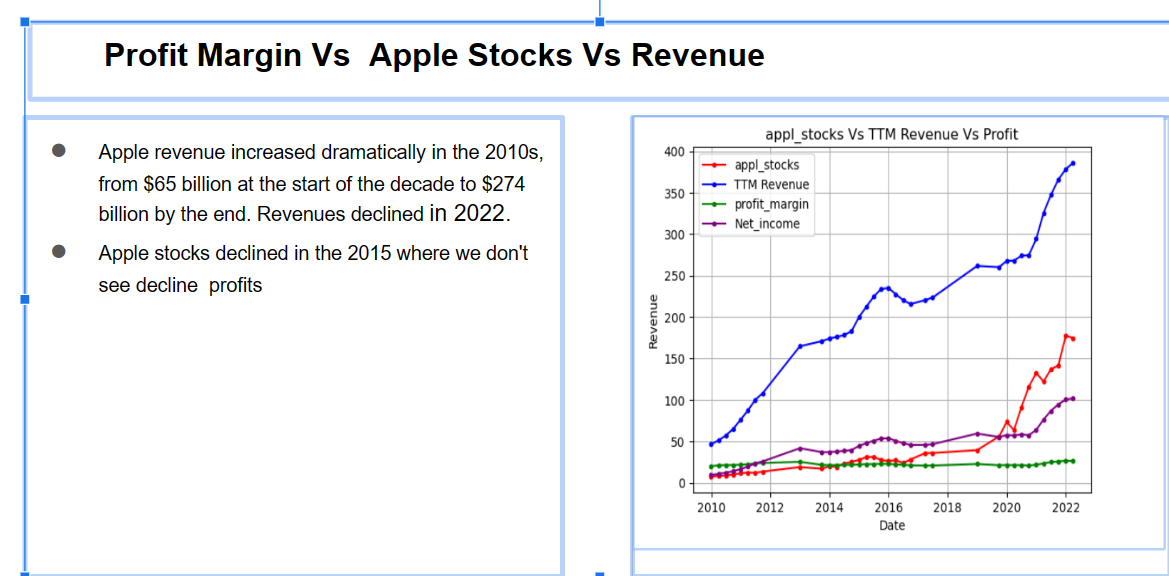 Profit Margin Vs  Apple Stocks Vs Revenue
Apple revenue increased dramatically in the 2010s,
from $65 billion at the start of the decade to $274
billion by the end. Revenues declined in 2022.
Apple stocks declined in the 2015 where we don't
see decline  profits
appl_stocks Vs TTM Revenue Vs Profit
appl_stocks
TTM Revenue
profit_margin
Net_income
Revenue
400
350
300
250
200
150
100
50
0
2010 2012 2014 2016 2018 2020 2022
Date